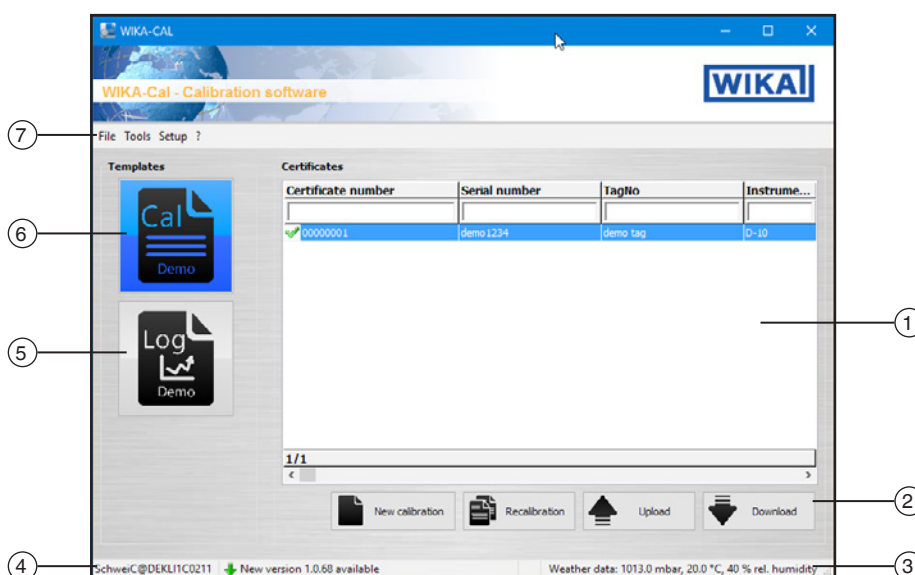 WIKA-CAL
WIKA-Cal - Calibration software
WIKA
7
File Tools Setup ?
Templates
Certificates
Certificate number Serial number TagNo Instrume...
00000001 demo1234 demo tag D-10
6
Cal
Demo
1
5
Log
Demo
1/1
2
New calibration Recalibration Upload Download
4
SchweiC@DEKLI1C0211 New version 1.0.68 available Weather data: 1013.0 mbar, 20.0 °C, 40 % rel. humidity
3